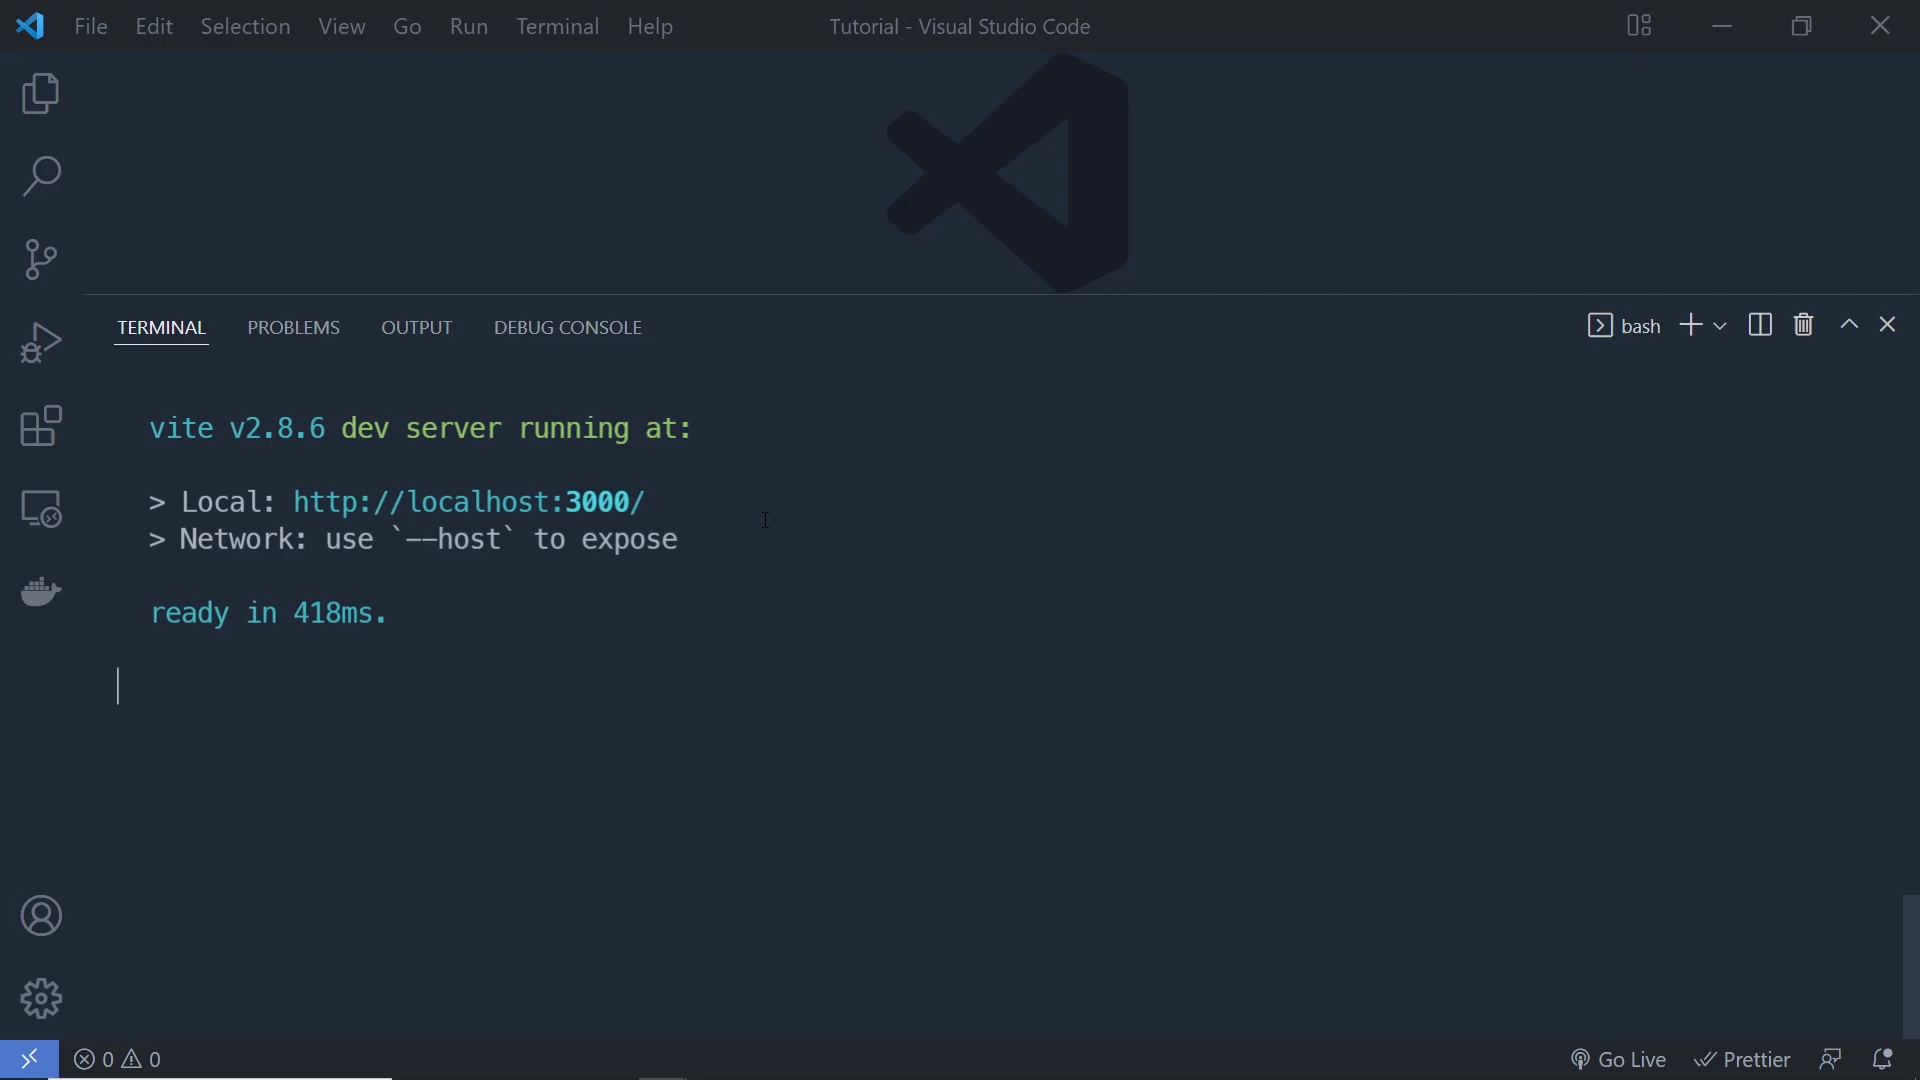 File Edit Selection View Go Run Terminal Help Tutorial - Visual Studio Code
TERMINAL PROBLEMS OUTPUT DEBUG CONSOLE bash
vite v2.8.6 dev server running at:
> Local: http://localhost:3000/
> Network: use `--host` to expose
ready in 418ms.
0 0 Go Live Prettier